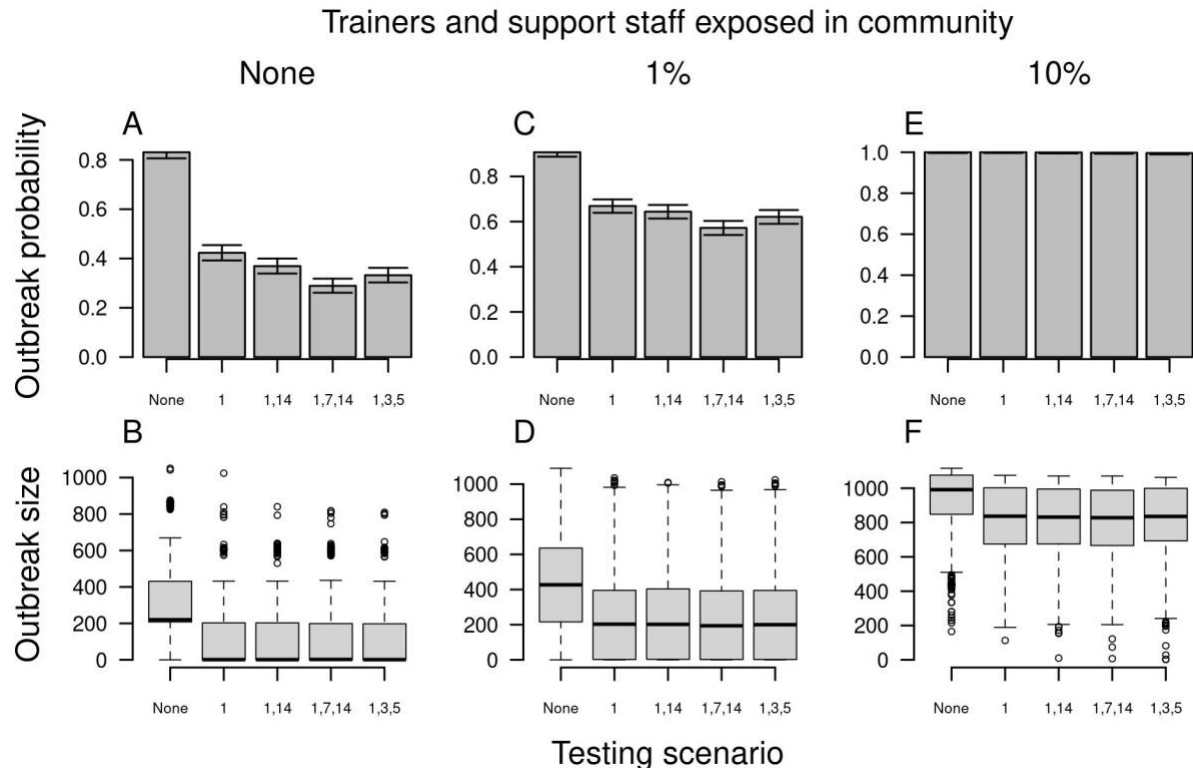 Trainers and support staff exposed in community
None 1% 10%
A C E
Outbreak probability
0.8
0.6
0.4
0.2
0.0
None 1 1,14 1,7,14 1,3,5
0.8
0.6
0.4
0.2
0.0
None 1 1,14 1,7,14 1,3,5
1.0
0.8
0.6
0.4
0.2
0.0
None 1 1,14 1,7,14 1,3,5
B D F
Outbreak size
1000
800
600
400
200
0
None 1 1,14 1,7,14 1,3,5
1000
800
600
400
200
0
None 1 1,14 1,7,14 1,3,5
1000
800
600
400
200
0
None 1 1,14 1,7,14 1,3,5
Testing scenario